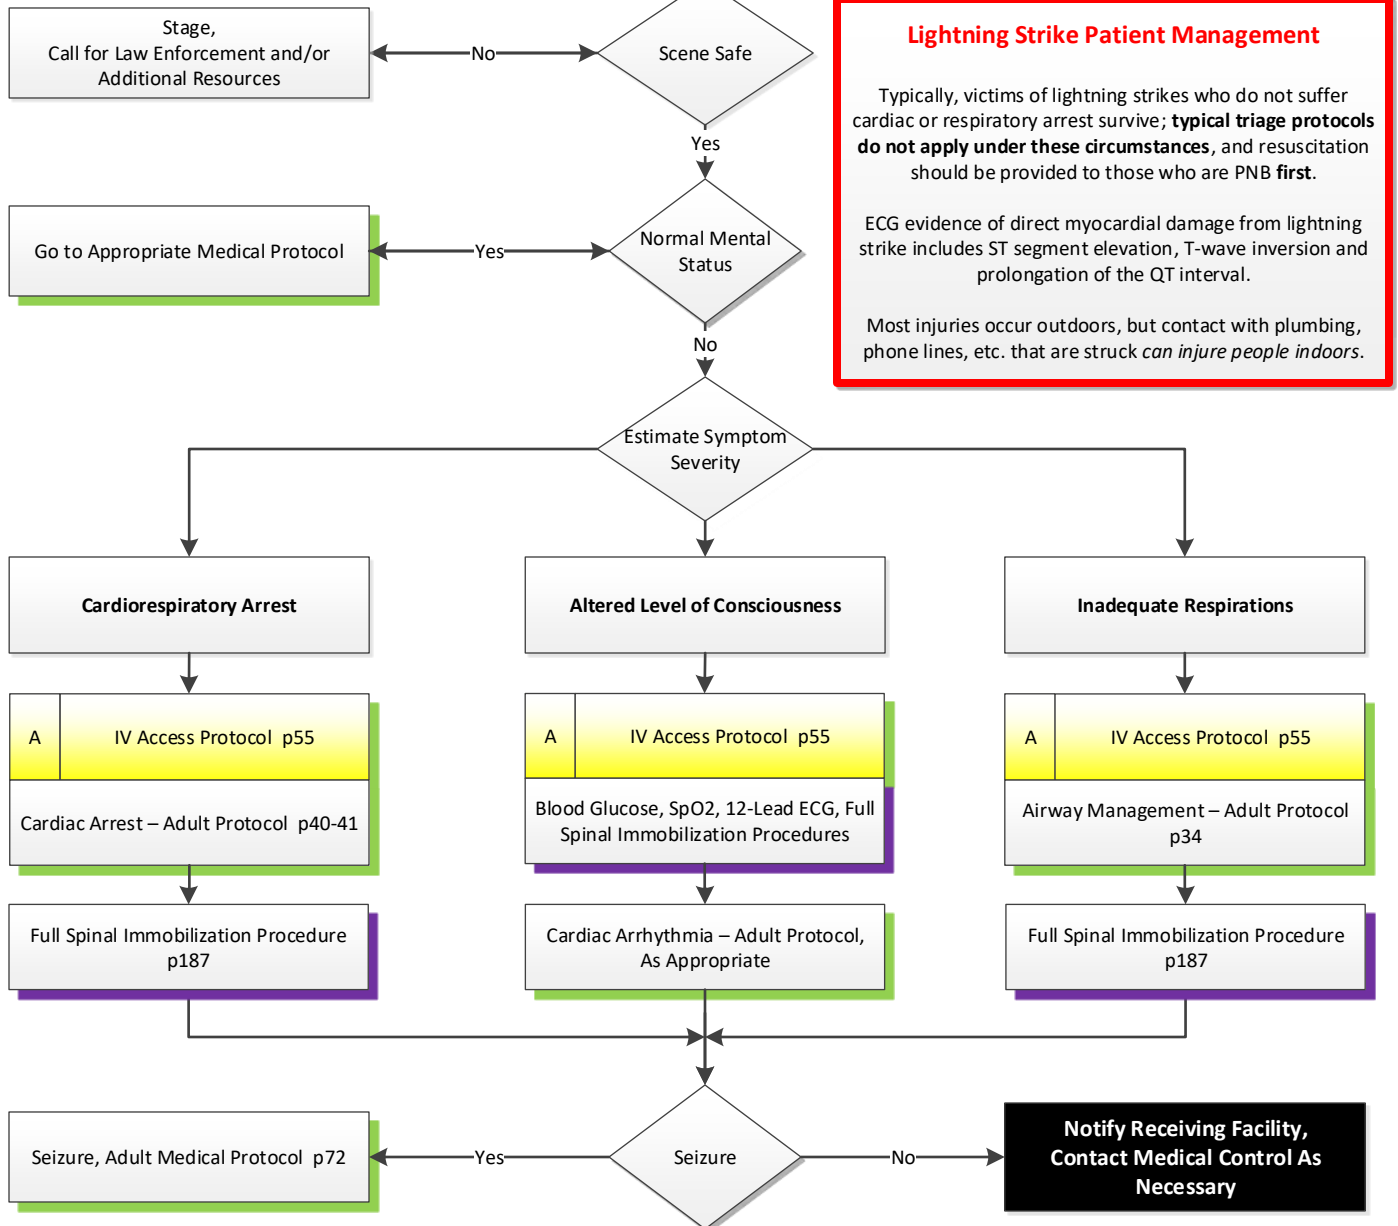 Stage,
Call for Law Enforcement and/or
Additional Resources
No
Scene Safe
Lightning Strike Patient Management
Typically, victims of lightning strikes who do not suffer
cardiac or respiratory arrest survive; typical triage protocols
do not apply under these circumstances, and resuscitation
should be provided to those who are PNB first.
ECG evidence of direct myocardial damage from lightning
strike includes ST segment elevation, T-wave inversion and
prolongation of the QT interval.
Most injuries occur outdoors, but contact with plumbing,
phone lines, etc. that are struck can injure people indoors.
Yes
Go to Appropriate Medical Protocol
Yes
Normal Mental
Status
No
Estimate Symptom
Severity
Cardiorespiratory Arrest
Altered Level of Consciousness
Inadequate Respirations
A
IV Access Protocol p55
Cardiac Arrest – Adult Protocol p40-41
Full Spinal Immobilization Procedure
p187
A
IV Access Protocol p55
Blood Glucose, SpO2, 12-Lead ECG, Full
Spinal Immobilization Procedures
Cardiac Arrhythmia – Adult Protocol,
As Appropriate
A
IV Access Protocol p55
Airway Management – Adult Protocol
p34
Full Spinal Immobilization Procedure
p187
Seizure, Adult Medical Protocol p72
Yes
Seizure
No
Notify Receiving Facility,
Contact Medical Control As
Necessary